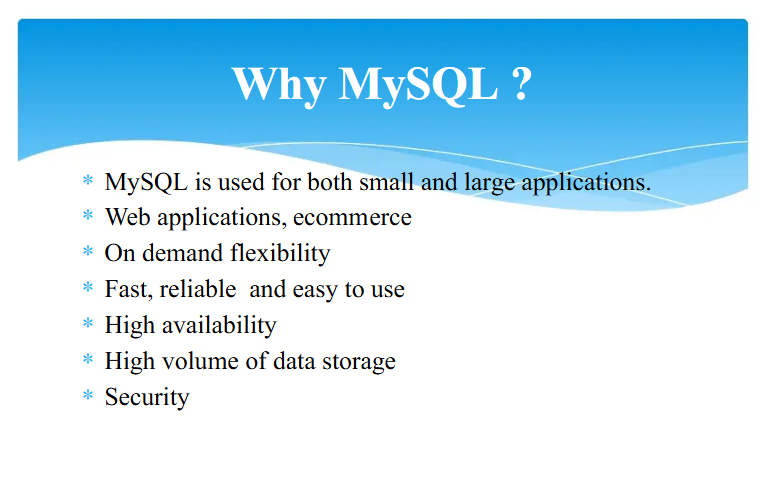 Why MySQL ?
* MySQL is used for both small and large applications.
* Web applications, ecommerce
* On demand flexibility
* Fast, reliable  and easy to use
* High availability
* High volume of data storage
* Security